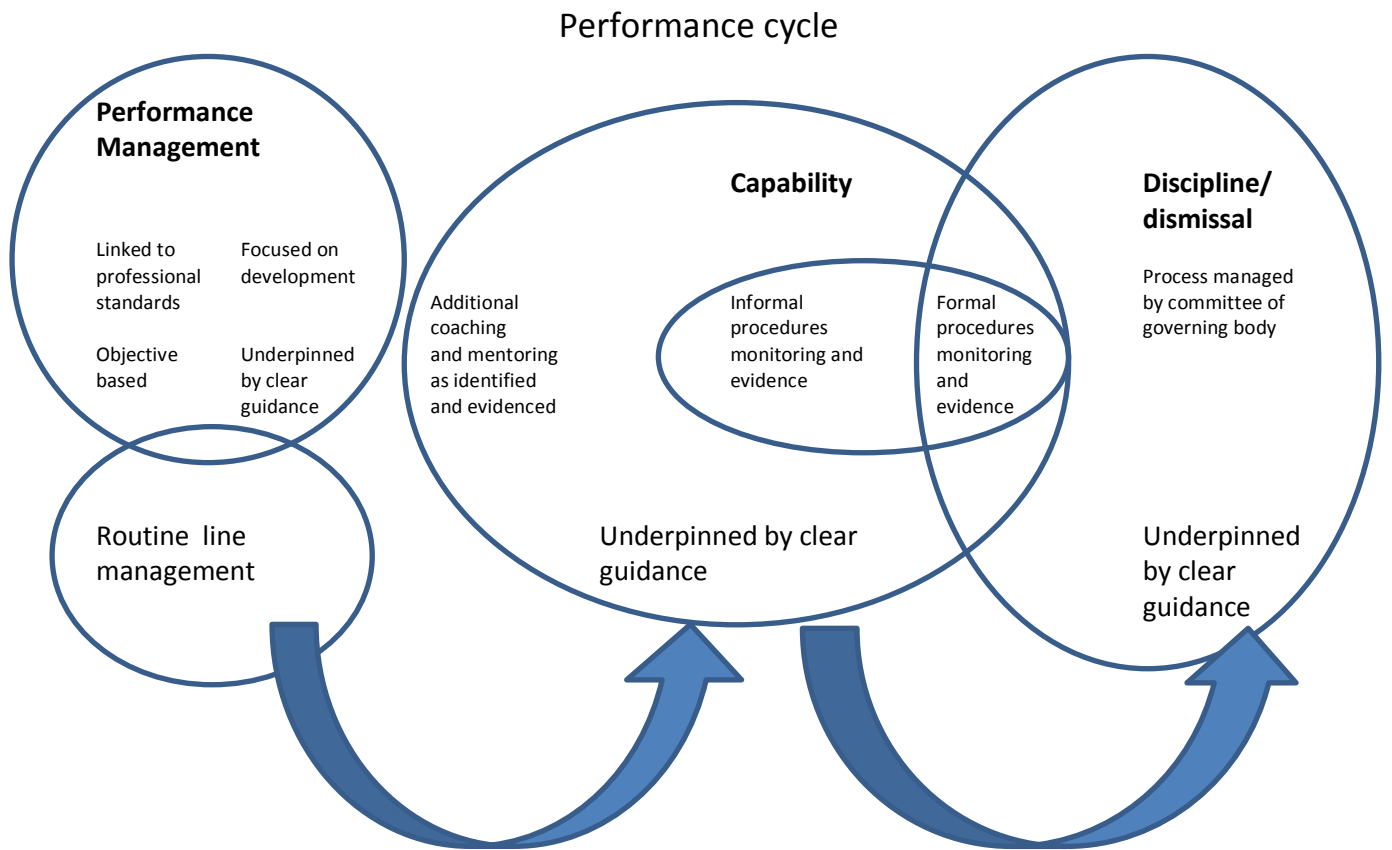 Performance cycle
Performance
Management
Linked to
professional
standards
Focused on
development
Objective
based
Underpinned
by clear
guidance
Routine  line
management
Capability
Additional
coaching
and mentoring
as identified
and evidenced
Informal
procedures
monitoring and
evidence
Formal
procedures
monitoring
and
evidence
Underpinned by clear
guidance
Discipline/
dismissal
Process managed
by committee of
governing body
Underpinned
by clear
guidance